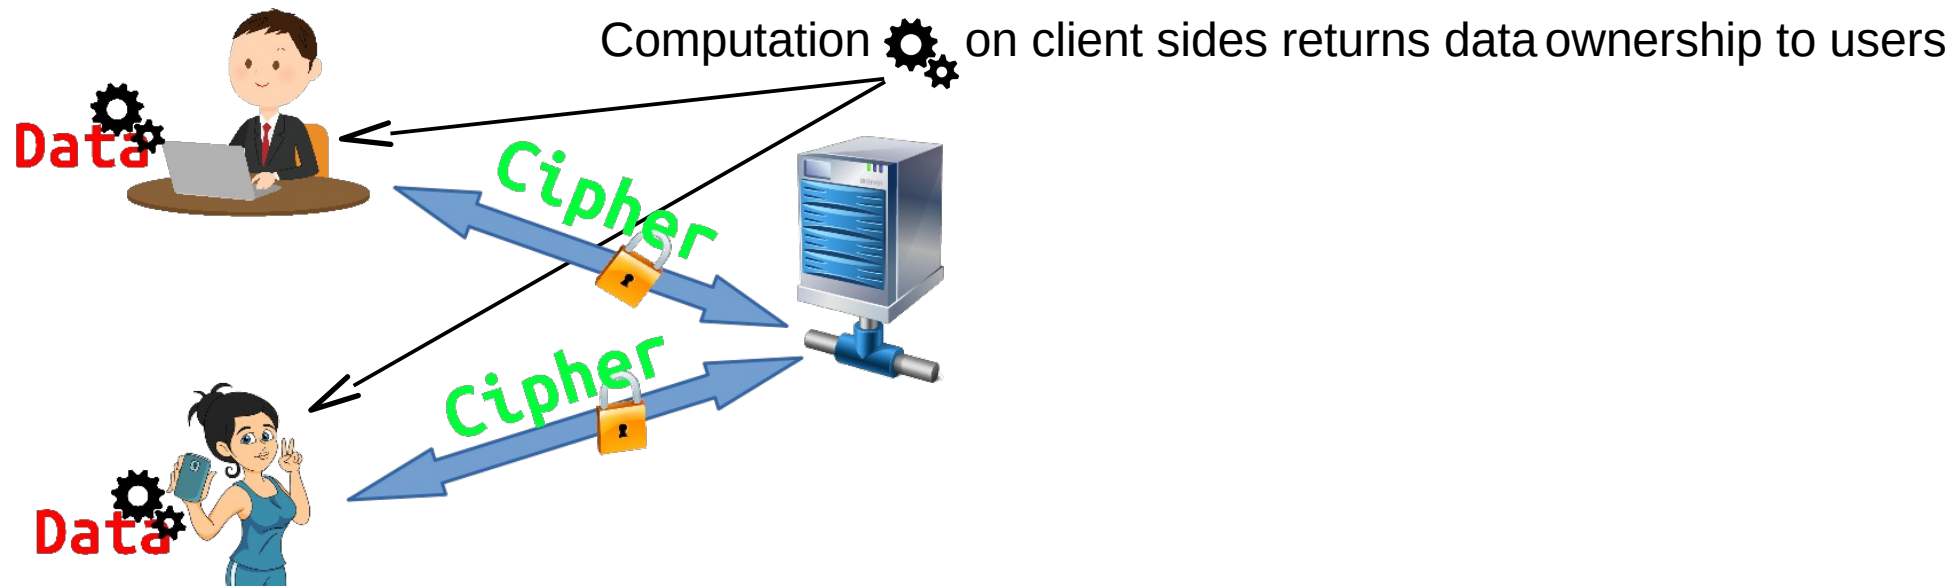 Computation on client sides returns data ownership to users
Data
Cipher
Cipher
Data